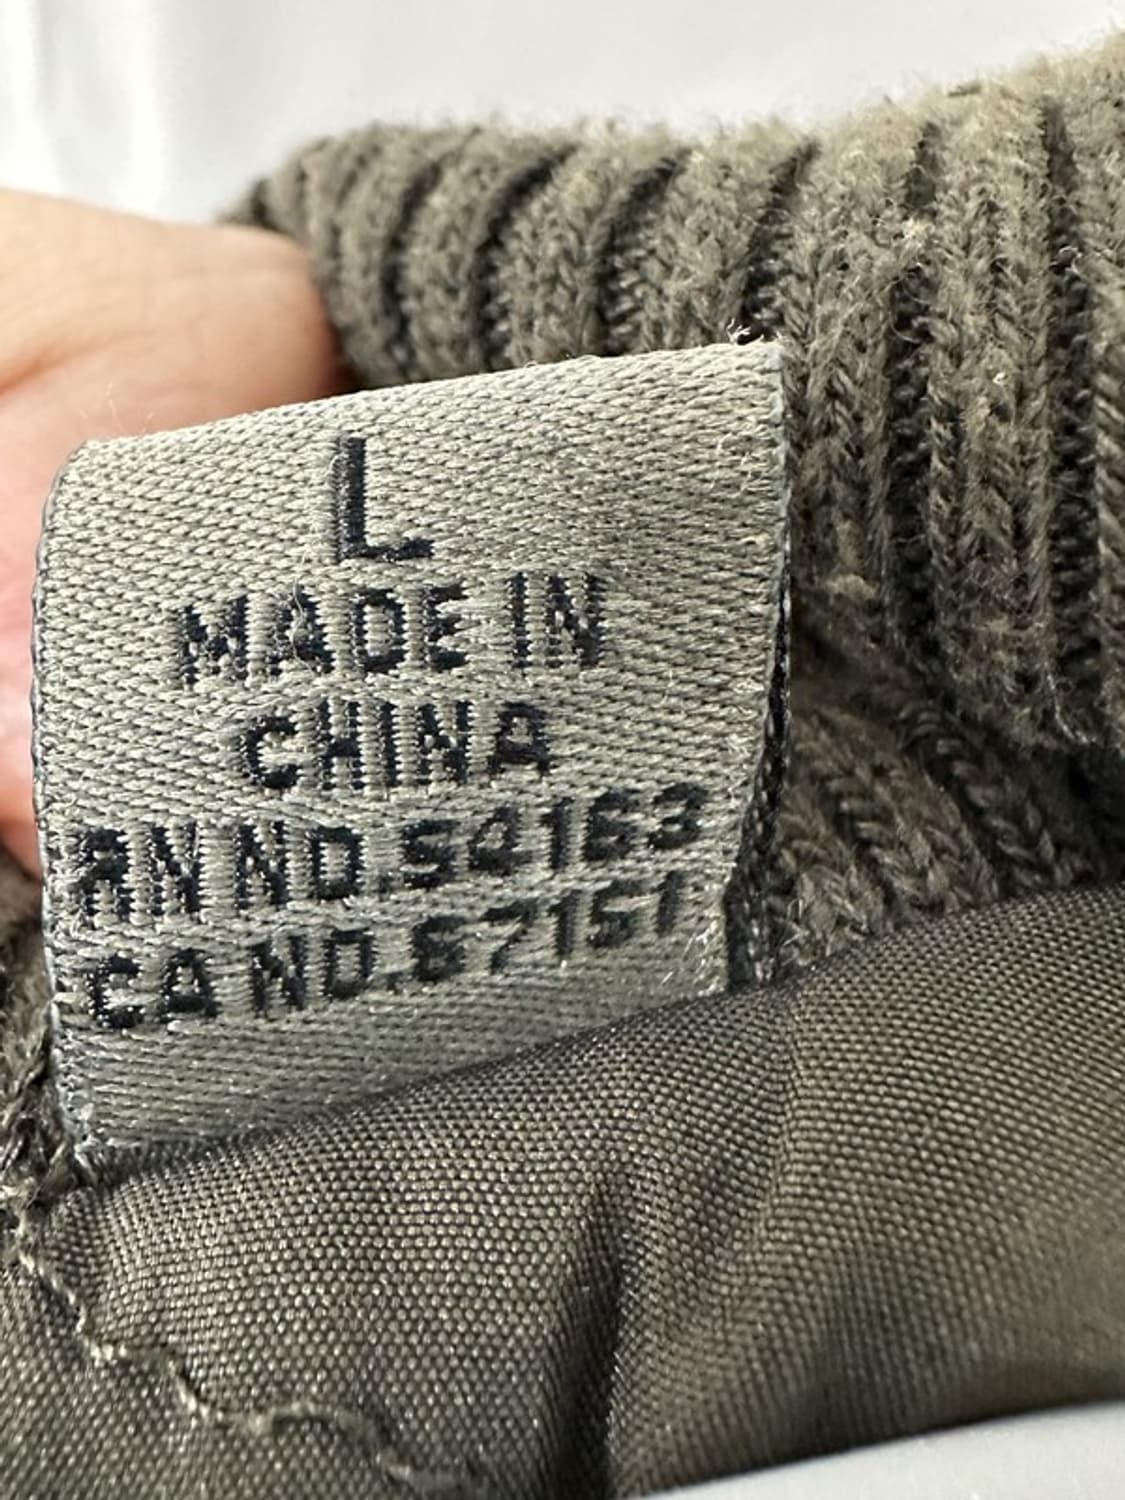 L
MADE IN
CHINA
RN NO.54163
CA NO.67151